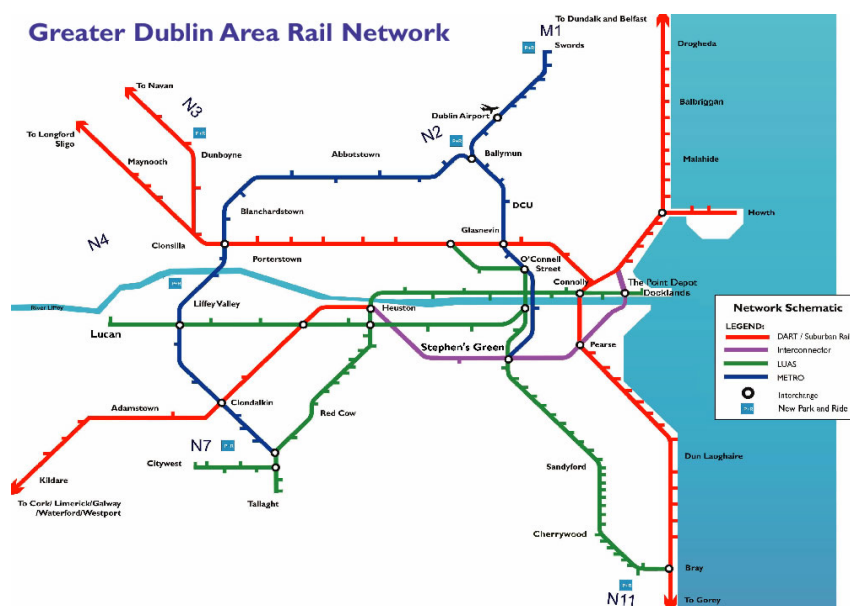 Greater Dublin Area Rail Network
To Dundalk and Belfast
M1
P+R
Swords
Drogheda
To Navan
N3
Dublin Airport
Balbriggan
N2
P+R
P+R
To Longford
Sligo
Dunboyne
Abbotstown
Ballymun
Maynooch
Malahide
DCU
Blanchardstown
Howth
Glasnevin
N4
Clonsilla
Porterstown
O'Connell
Street
P+R
Connolly
The Point Depot
Docklands
River Liffey
Liffey Valley
Heuston
Network Schematic
Lucan
LEGEND:
Stephen's Green
Pearse
DART / Suburban Rail
Interconnector
LUAS
METRO
Interchange
New Park and Ride
P+R
Clondalkin
Adamstown
Red Cow
N7
P+R
Citywest
Dun Laughaire
Sandyford
Kildare
Tallaght
To Cork/ Limerick/Galway
/Waterford/Westport
Cherrywood
Bray
P+R
N11
To Gorey